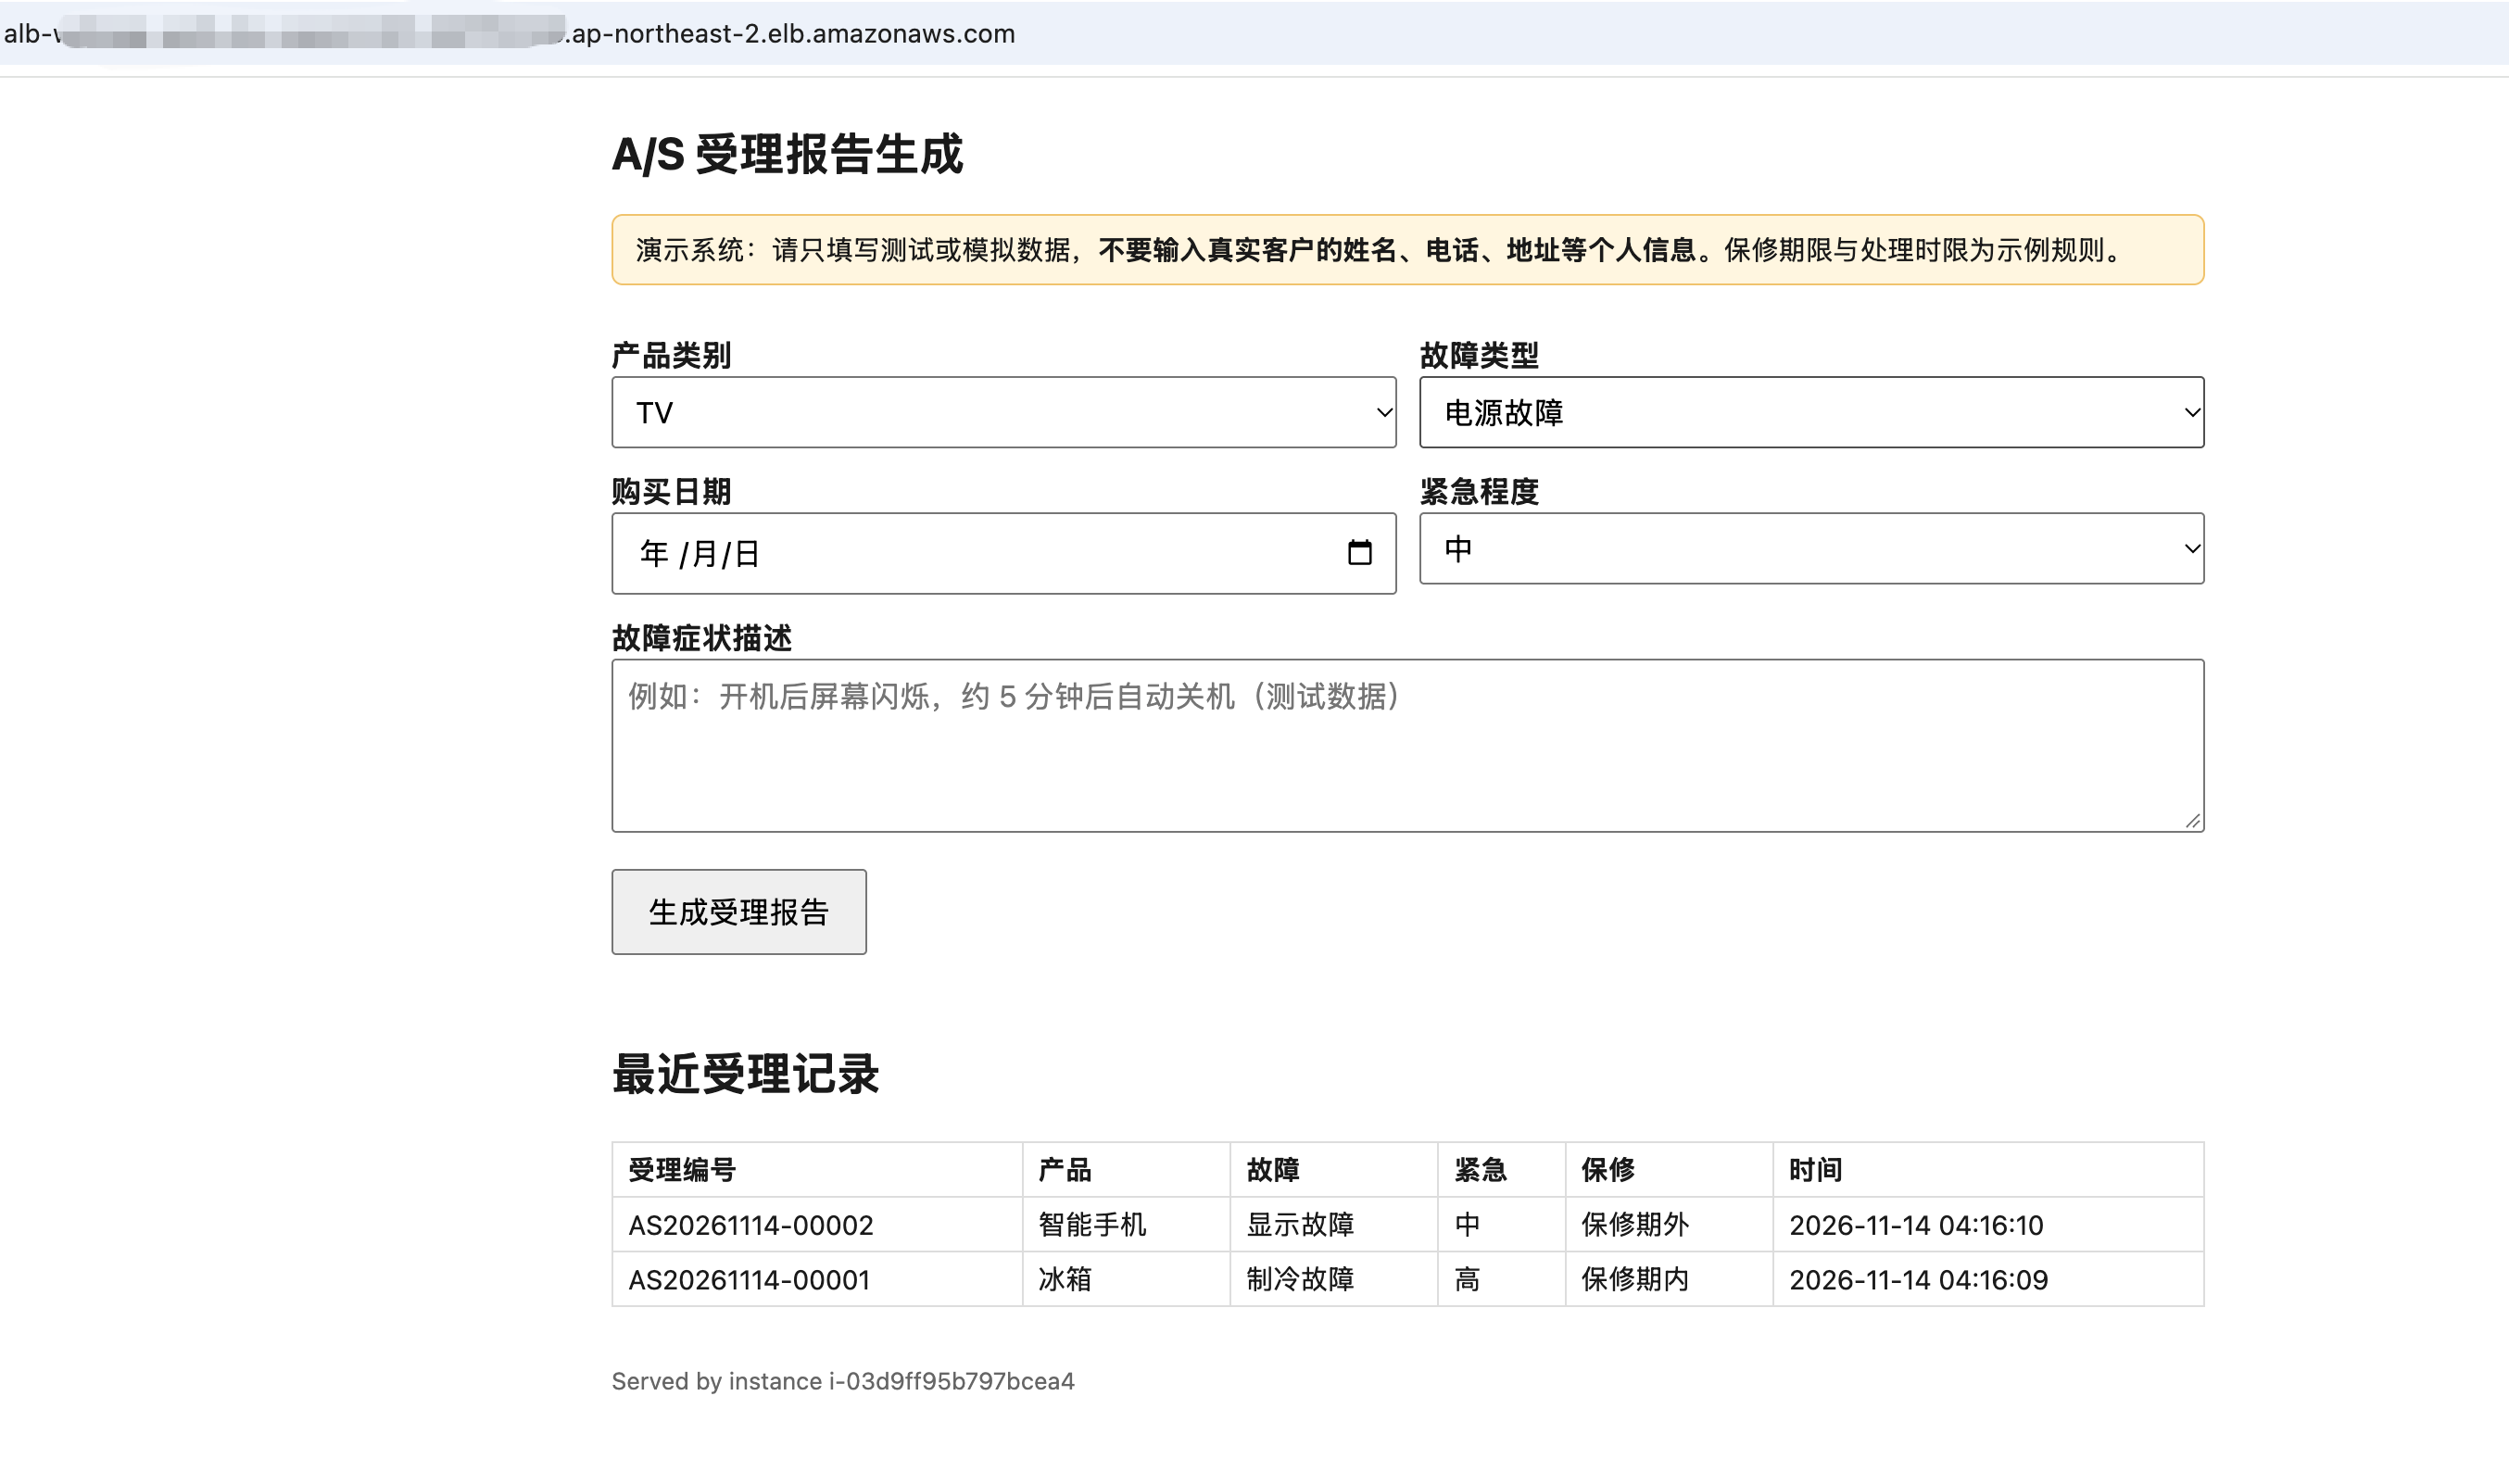 .ap-northeast-2.elb.amazonaws.com
A/S 受理报告生成
演示系统：请只填写测试或模拟数据，不要输入真实客户的姓名、电话、地址等个人信息。保修期限与处理时限为示例规则。
产品类别 故障类型
TV 电源故障
购买日期 紧急程度
年 /月/日 中
故障症状描述
例如：开机后屏幕闪烁，约 5 分钟后自动关机（测试数据）
生成受理报告
最近受理记录
受理编号 产品 故障 紧急 保修 时间
AS20261114-00002 智能手机 显示故障 中 保修期外 2026-11-14 04:16:10
AS20261114-00001 冰箱 制冷故障 高 保修期内 2026-11-14 04:16:09
Served by instance i-03d9ff95b797bcea4